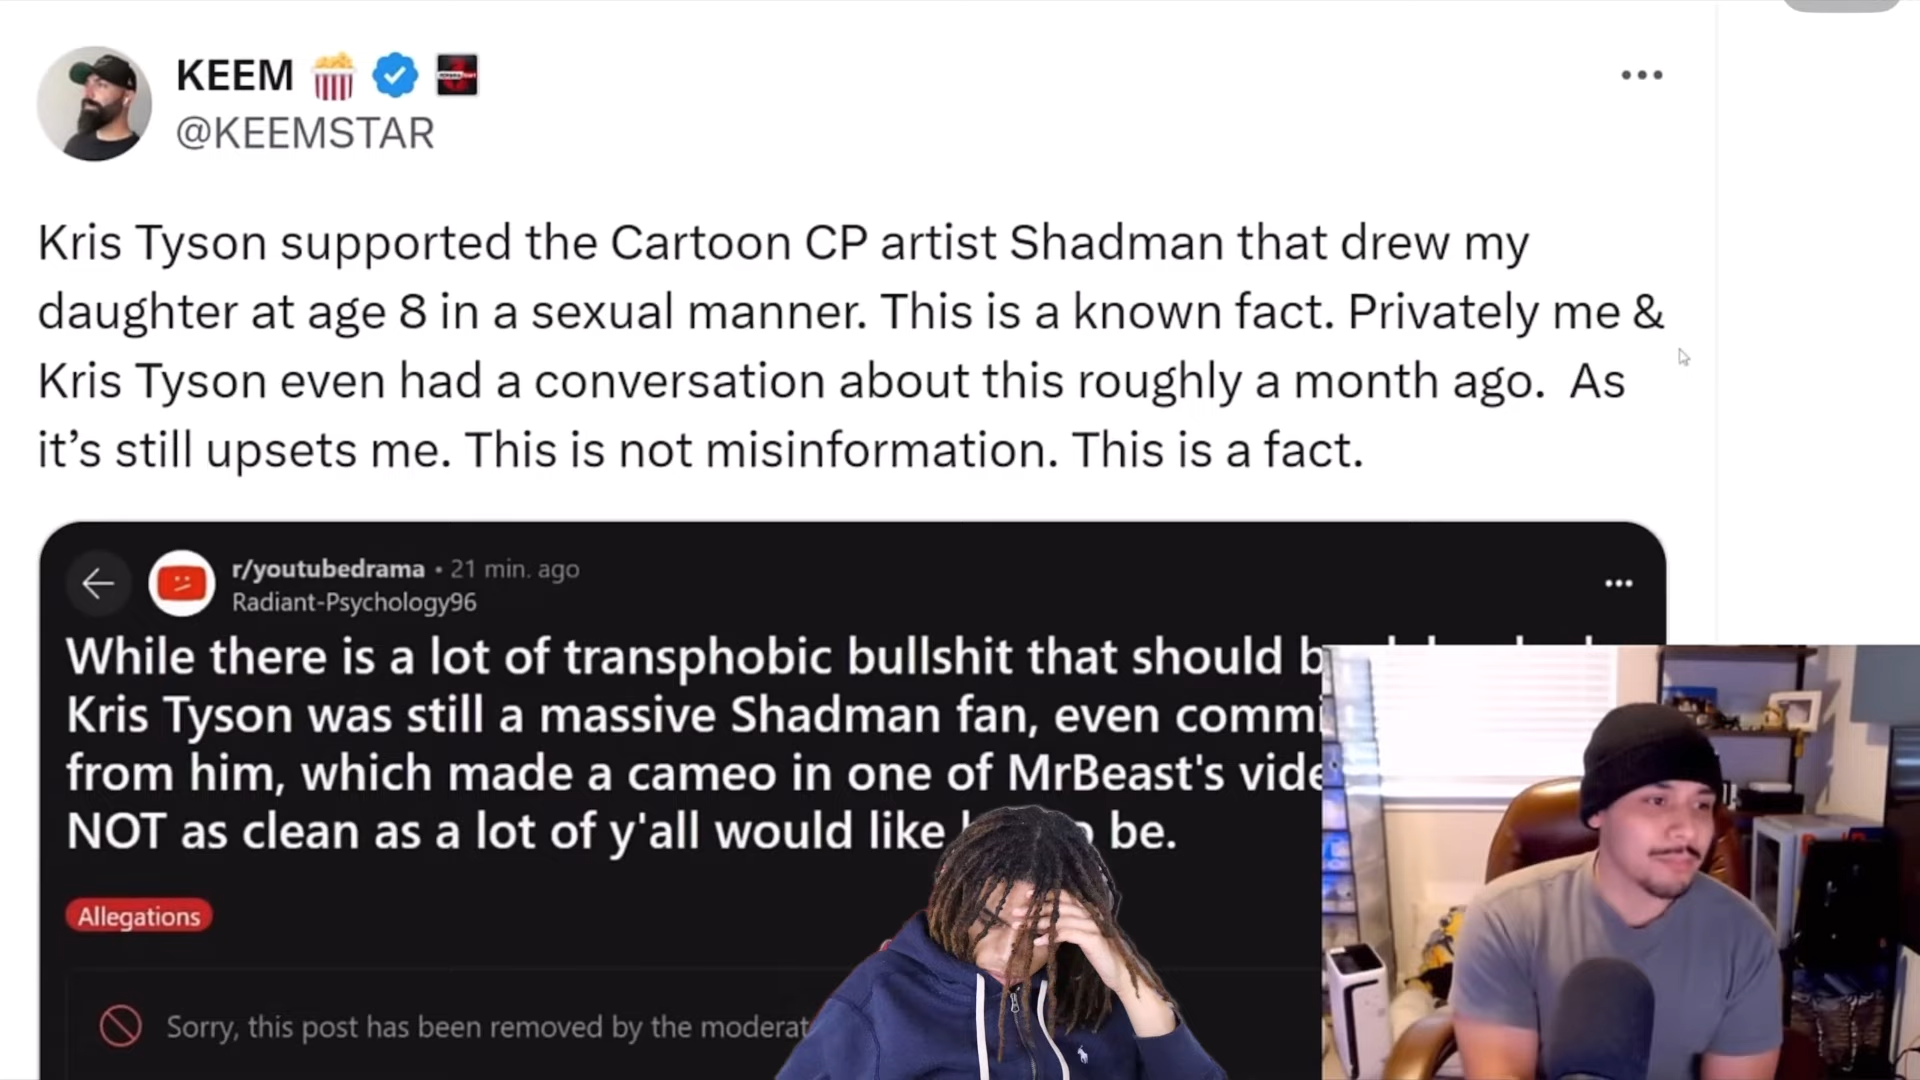 KEEM
@KEEMSTAR
Kris Tyson supported the Cartoon CP artist Shadman that drew my
daughter at age 8 in a sexual manner. This is a known fact. Privately me &
Kris Tyson even had a conversation about this roughly a month ago. As
it's still upsets me. This is not misinformation. This is a fact.
r/youtubedrama • 21 min. ago
Radiant-Psychology96
While there is a lot of transphobic bullshit that should
Kris Tyson was still a massive Shadman fan, even commi
from him, which made a cameo in one of MrBeast's vide
NOT as clean as a lot of y'all would like be.
Allegations
Sorry, this post has been removed by the moderat